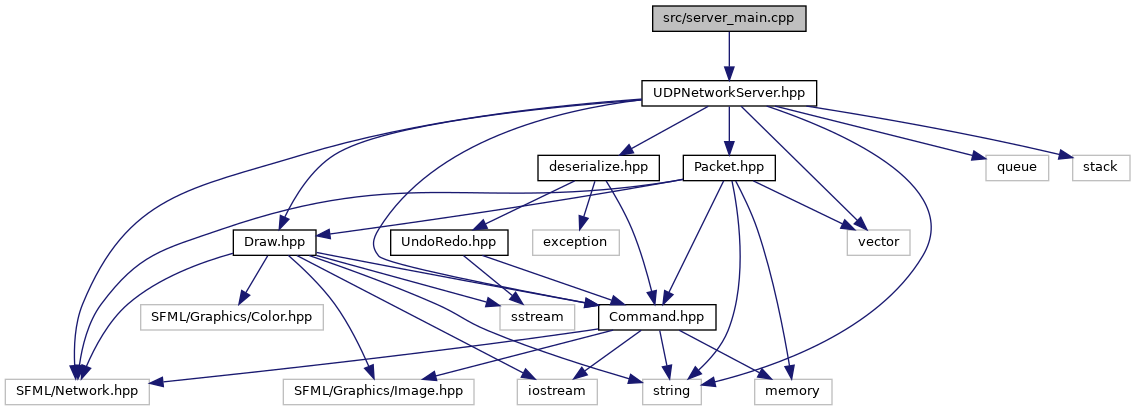 src/server_main.cpp
UDPNetworkServer.hpp
deserialize.hpp
Packet.hpp
queue
stack
Draw.hpp
UndoRedo.hpp
exception
vector
SFML/Graphics/Color.hpp
sstream
Command.hpp
SFML/Network.hpp
SFML/Graphics/Image.hpp
iostream
string
memory